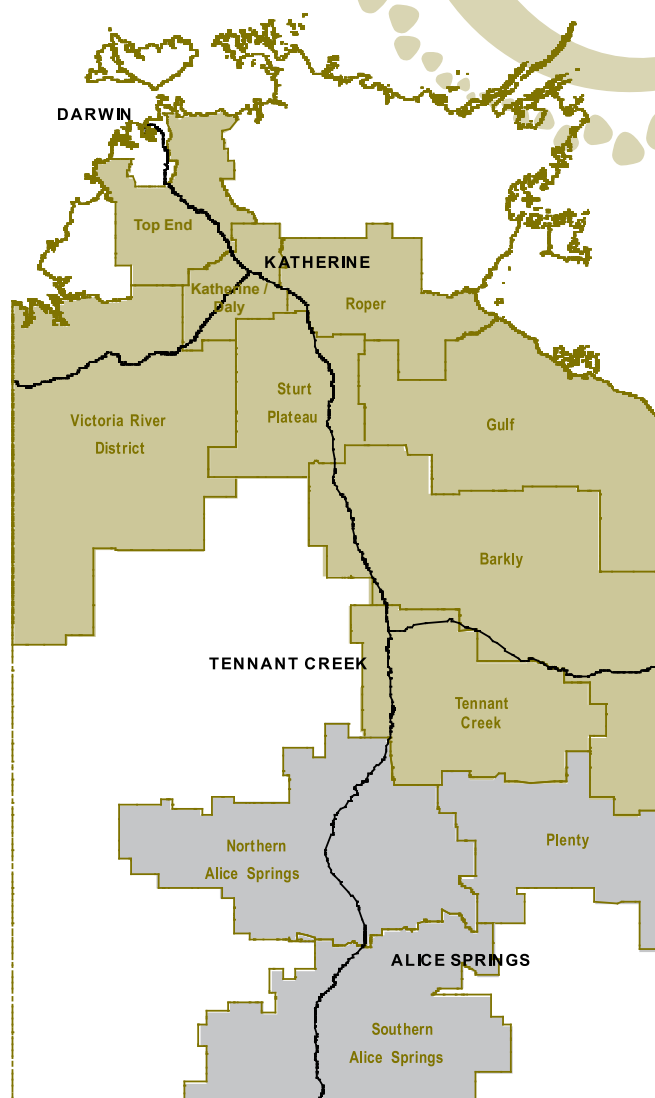 DARWIN
Top End
KATHERINE
Katherine /
Daly
Roper
Sturt
Plateau
Victoria River
District
Gulf
Barkly
TENNANT CREEK
Tennant
Creek
Northern
Alice Springs
Plenty
ALICE SPRINGS
Southern
Alice Springs